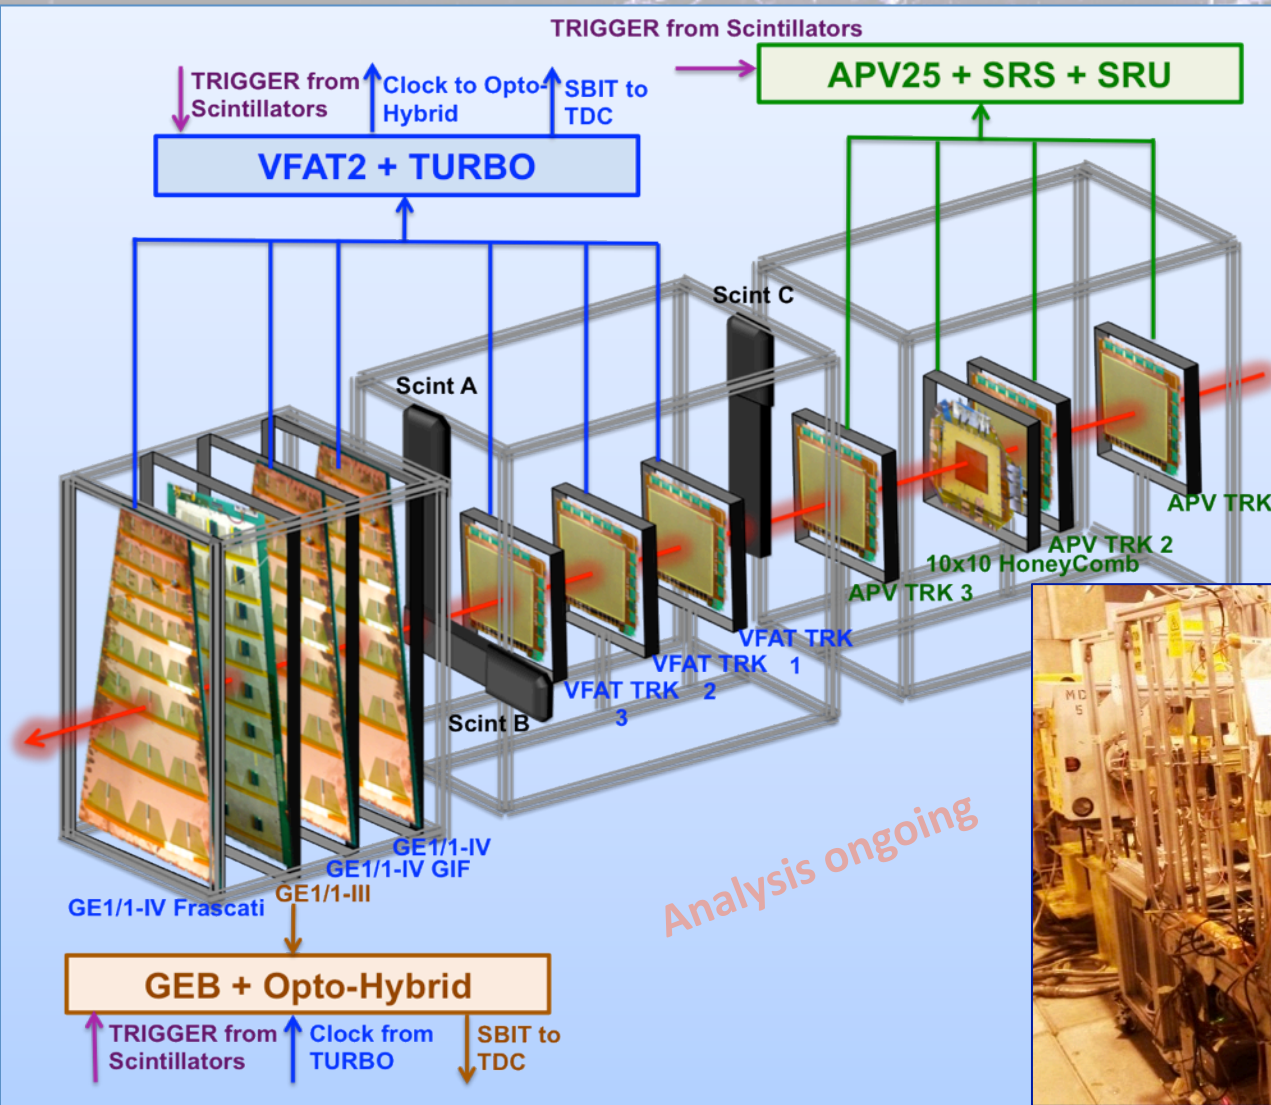 TRIGGER from Scintillators
APV25 + SRS + SRU
TRIGGER from
Scintillators
Clock to Opto-
Hybrid
SBIT to
TDC
VFAT2 + TURBO
Scint C
Scint A
APV TRK
APV TRK 2
10x10 HoneyComb
APV TRK 3
VFAT TRK
1
VFAT TRK
2
VFAT TRK
3
Scint B
GE1/1-IV
GE1/1-IV GIF
GE1/1-III
GE1/1-IV Frascati
Analysis ongoing
GEB + Opto-Hybrid
TRIGGER from
Scintillators
Clock from
TURBO
SBIT to
TDC
MC
5